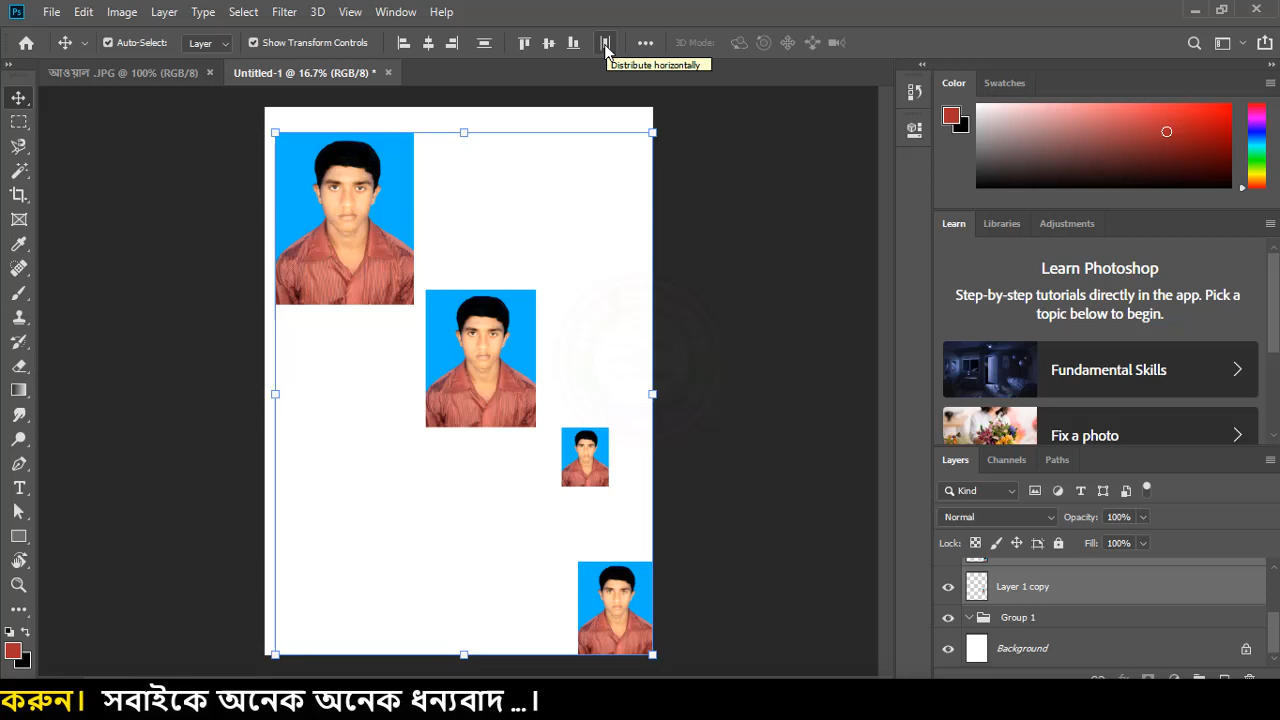 Ps File Edit Image Layer Type Select Filter 3D View Window Help
Auto-Select: Layer Show Transform Controls 3D Mode:
Distribute horizontally
আওয়াল .JPG @ 100% (RGB/8) × Untitled-1 @ 16.7% (RGB/8) * ×
Color Swatches
Learn Libraries Adjustments
Learn Photoshop
Step-by-step tutorials directly in the app. Pick a
topic below to begin.
Fundamental Skills
Fix a photo
Layers Channels Paths
Kind
Normal Opacity: 100%
Lock: Fill: 100%
Layer 1 copy
Group 1
Background
করুন। সবাইকে অনেক অনেক ধন্যবাদ ...।